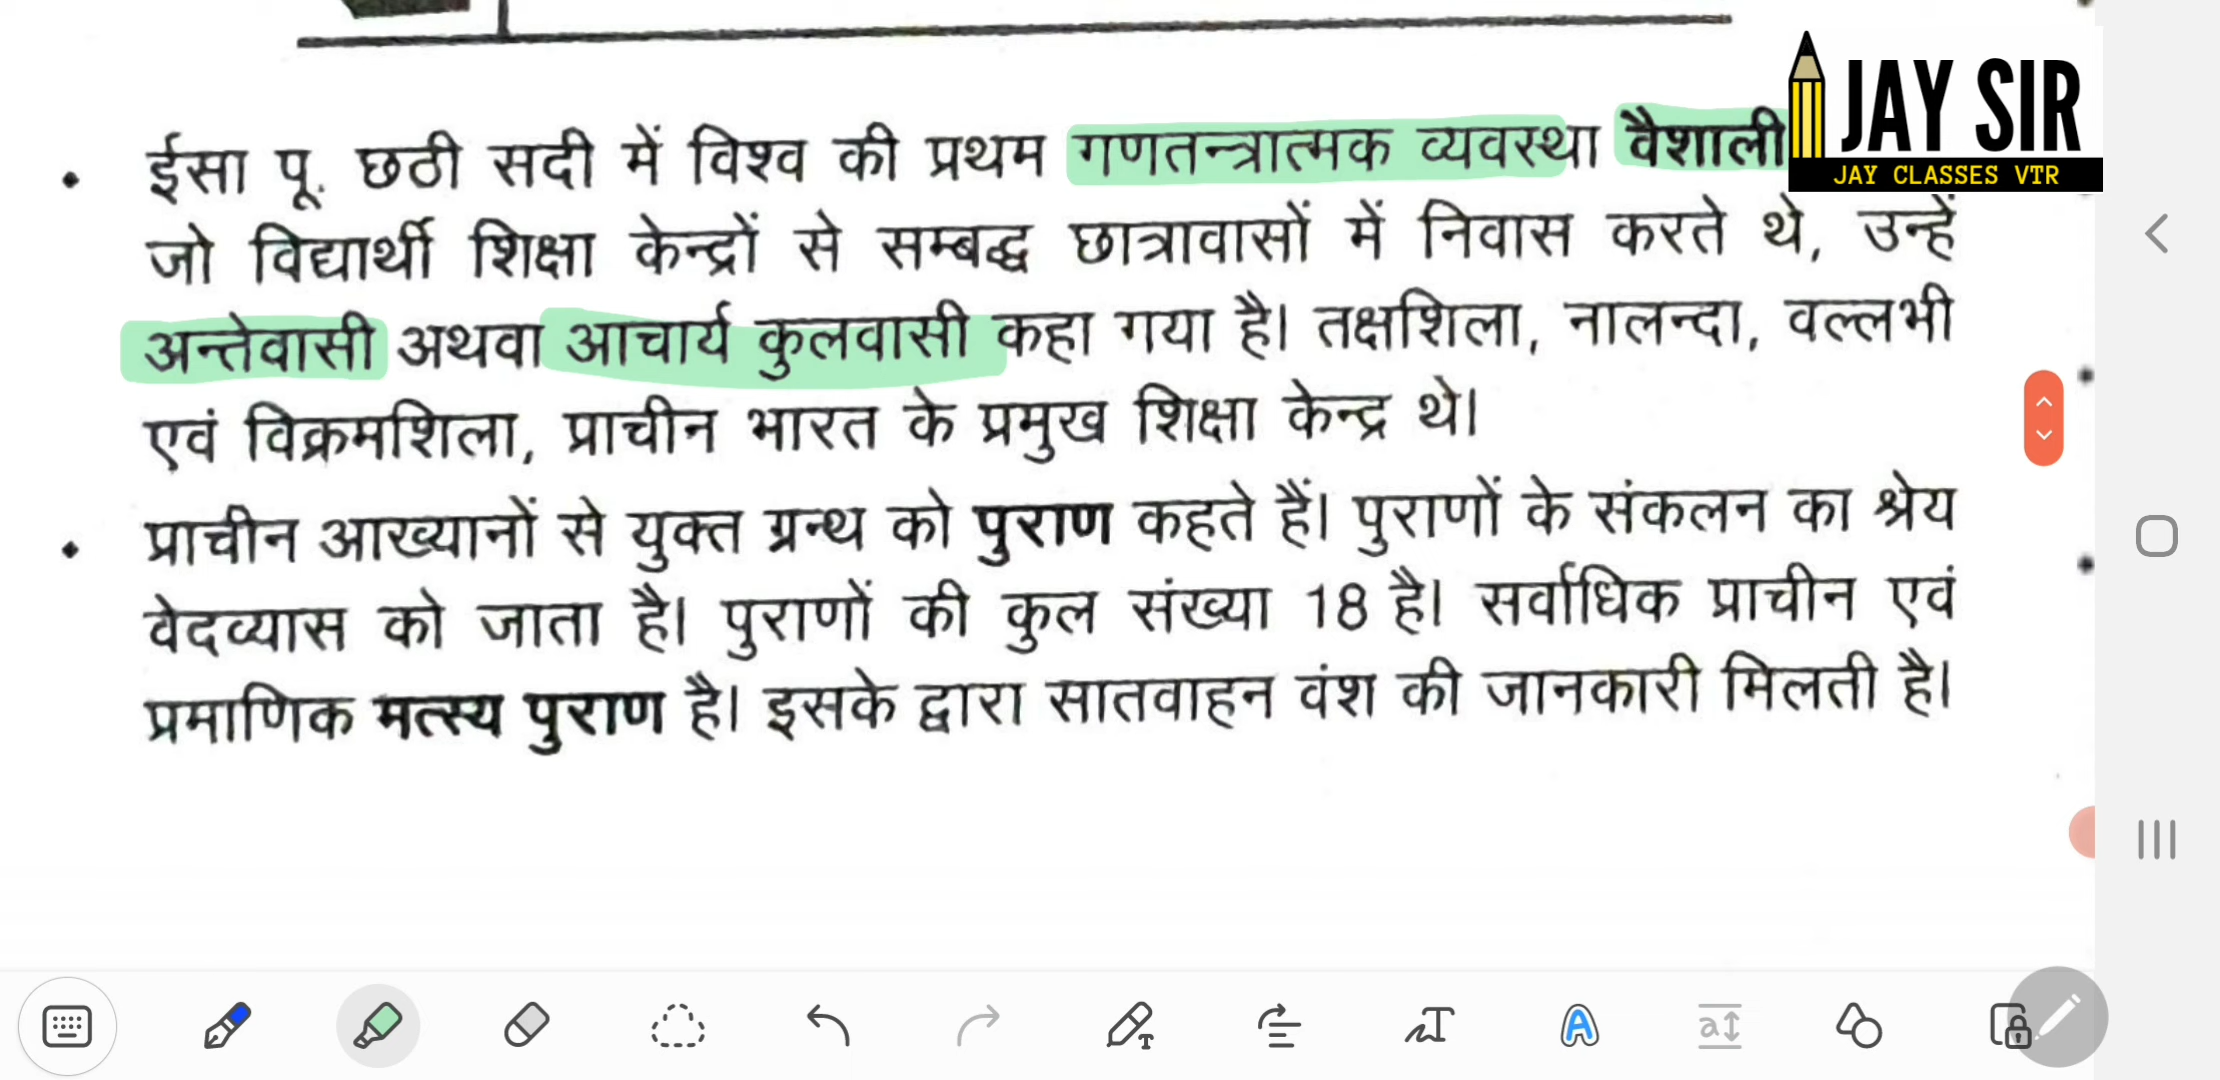 JAY SIR
JAY CLASSES VTR
• ईसा पू. छठी सदी में विश्व की प्रथम गणतन्त्रात्मक व्यवस्था वैशाली
जो विद्यार्थी शिक्षा केन्द्रों से सम्बद्ध छात्रावासों में निवास करते थे, उन्हें
अन्तेवासी अथवा आचार्य कुलवासी कहा गया है। तक्षशिला, नालन्दा, वल्लभी
एवं विक्रमशिला, प्राचीन भारत के प्रमुख शिक्षा केन्द्र थे।
• प्राचीन आख्यानों से युक्त ग्रन्थ को पुराण कहते हैं। पुराणों के संकलन का श्रेय
वेदव्यास को जाता है। पुराणों की कुल संख्या 18 है। सर्वाधिक प्राचीन एवं
प्रमाणिक मत्स्य पुराण है। इसके द्वारा सातवाहन वंश की जानकारी मिलती है।